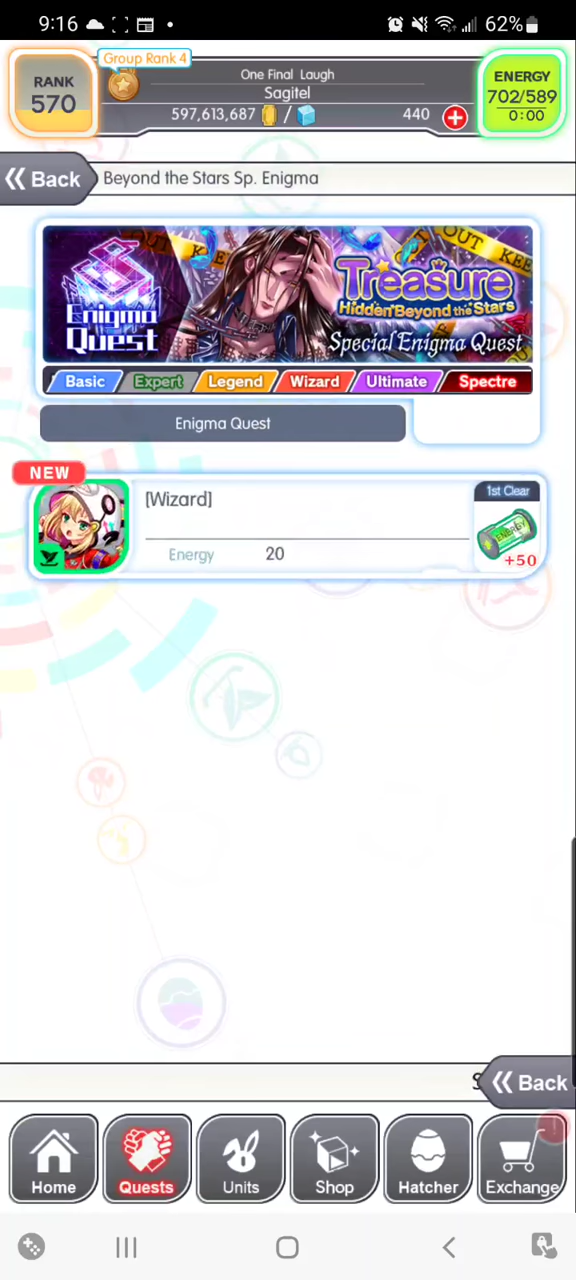 9:16
62%
RANK
570
Group Rank 4
One Final Laugh
Sagitel
597,613,687 / 440
ENERGY
702/589
0:00
Back
Beyond the Stars Sp. Enigma
OUT KEE
Enigma
Quest
Treasure
Hidden Beyond the Stars
Special Enigma Quest
Basic
Expert
Legend
Wizard
Ultimate
Spectre
Enigma Quest
NEW
[Wizard]
Energy 20
1st Clear
ENERGY
+50
Back
Home
Quests
Units
Shop
Hatcher
Exchange